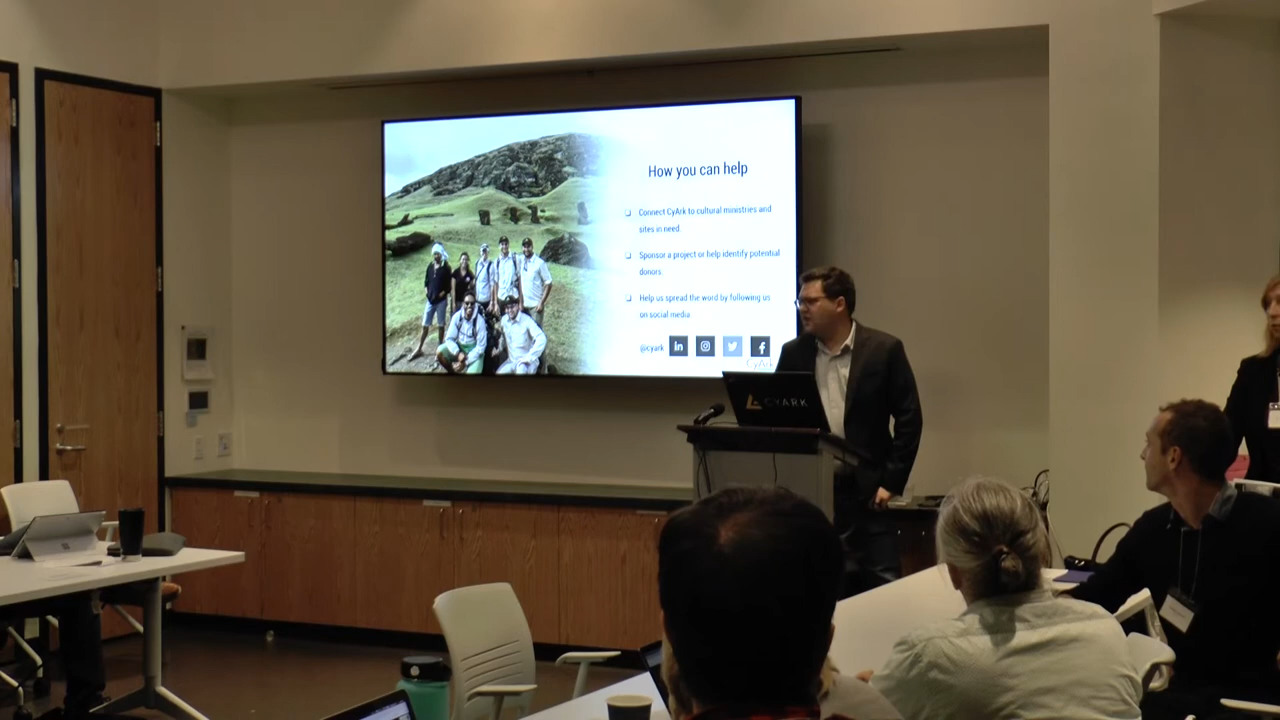 How you can help
❏ Connect CyArk to cultural ministries and
sites in need.
❏ Sponsor a project or help identify potential
donors.
❏ Help us spread the word by following us
on social media.
@cyark
CyArk
CYARK